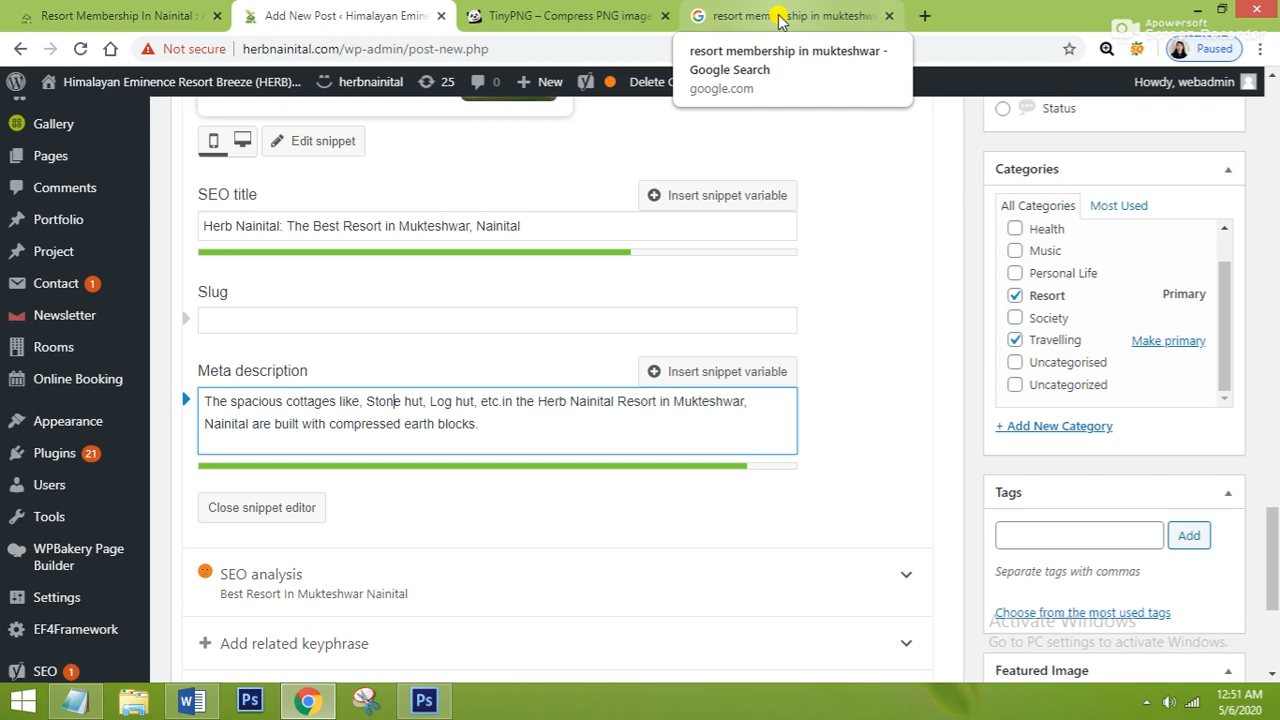 Resort Membership In Nainital : A
Add New Post ‹ Himalayan Emine
TinyPNG – Compress PNG image
resort membership in mukteshw
Apowersoft
Screen Recorder
Not secure
herbnainital.com/wp-admin/post-new.php
Paused
resort membership in mukteshwar -
Google Search
google.com
Himalayan Eminence Resort Breeze (HERB)...
herbnainital
25
0
New
Delete C
Howdy, webadmin
Gallery
Pages
Comments
Portfolio
Project
Contact 1
Newsletter
Rooms
Online Booking
Appearance
Plugins 21
Users
Tools
WPBakery Page
Builder
Settings
EF4Framework
SEO 1
Edit snippet
SEO title
Insert snippet variable
Herb Nainital: The Best Resort in Mukteshwar, Nainital
Slug
Meta description
Insert snippet variable
The spacious cottages like, Stone hut, Log hut, etc.in the Herb Nainital Resort in Mukteshwar,
Nainital are built with compressed earth blocks.
Close snippet editor
SEO analysis
Best Resort In Mukteshwar Nainital
Add related keyphrase
Status
Categories
All Categories
Most Used
Health
Music
Personal Life
Resort
Primary
Society
Travelling
Make primary
Uncategorised
Uncategorized
+ Add New Category
Tags
Add
Separate tags with commas
Choose from the most used tags
Activate Windows
Go to PC settings to activate Windows.
Featured Image
12:51 AM
5/6/2020